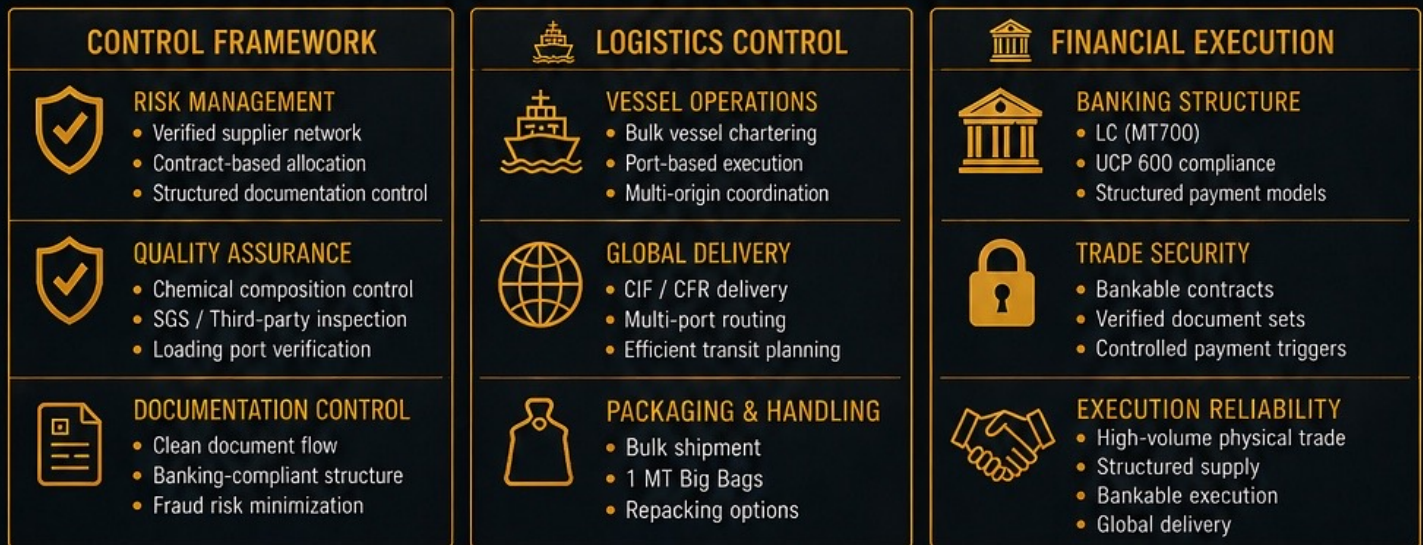 CONTROL FRAMEWORK
RISK MANAGEMENT
• Verified supplier network
• Contract-based allocation
• Structured documentation control
QUALITY ASSURANCE
• Chemical composition control
• SGS / Third-party inspection
• Loading port verification
DOCUMENTATION CONTROL
• Clean document flow
• Banking-compliant structure
• Fraud risk minimization
LOGISTICS CONTROL
VESSEL OPERATIONS
• Bulk vessel chartering
• Port-based execution
• Multi-origin coordination
GLOBAL DELIVERY
• CIF / CFR delivery
• Multi-port routing
• Efficient transit planning
PACKAGING & HANDLING
• Bulk shipment
• 1 MT Big Bags
• Repacking options
FINANCIAL EXECUTION
BANKING STRUCTURE
• LC (MT700)
• UCP 600 compliance
• Structured payment models
TRADE SECURITY
• Bankable contracts
• Verified document sets
• Controlled payment triggers
EXECUTION RELIABILITY
• High-volume physical trade
• Structured supply
• Bankable execution
• Global delivery